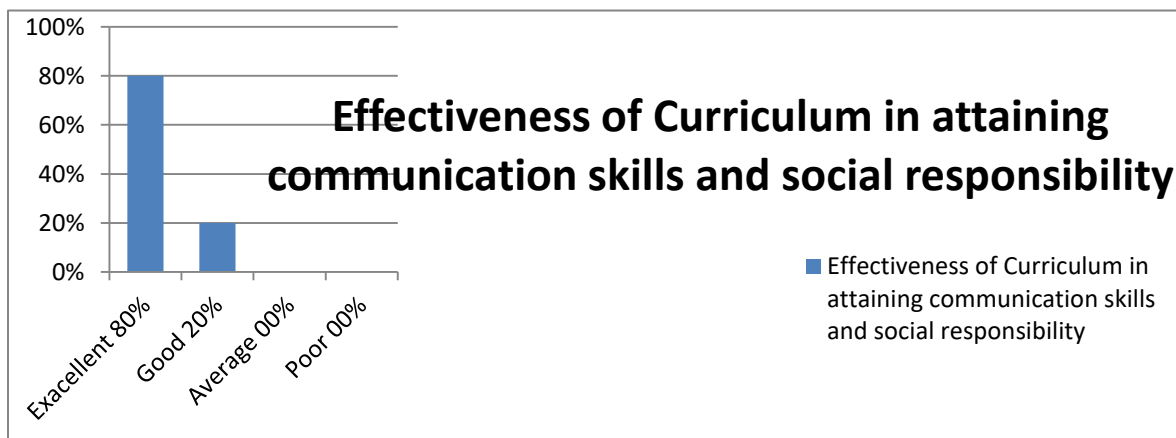 Effectiveness of Curriculum in attaining
communication skills and social responsibility
100%
80%
60%
40%
20%
0%
Exacellent 80%
Good 20%
Average 00%
Poor 00%
Effectiveness of Curriculum in
attaining communication skills
and social responsibility